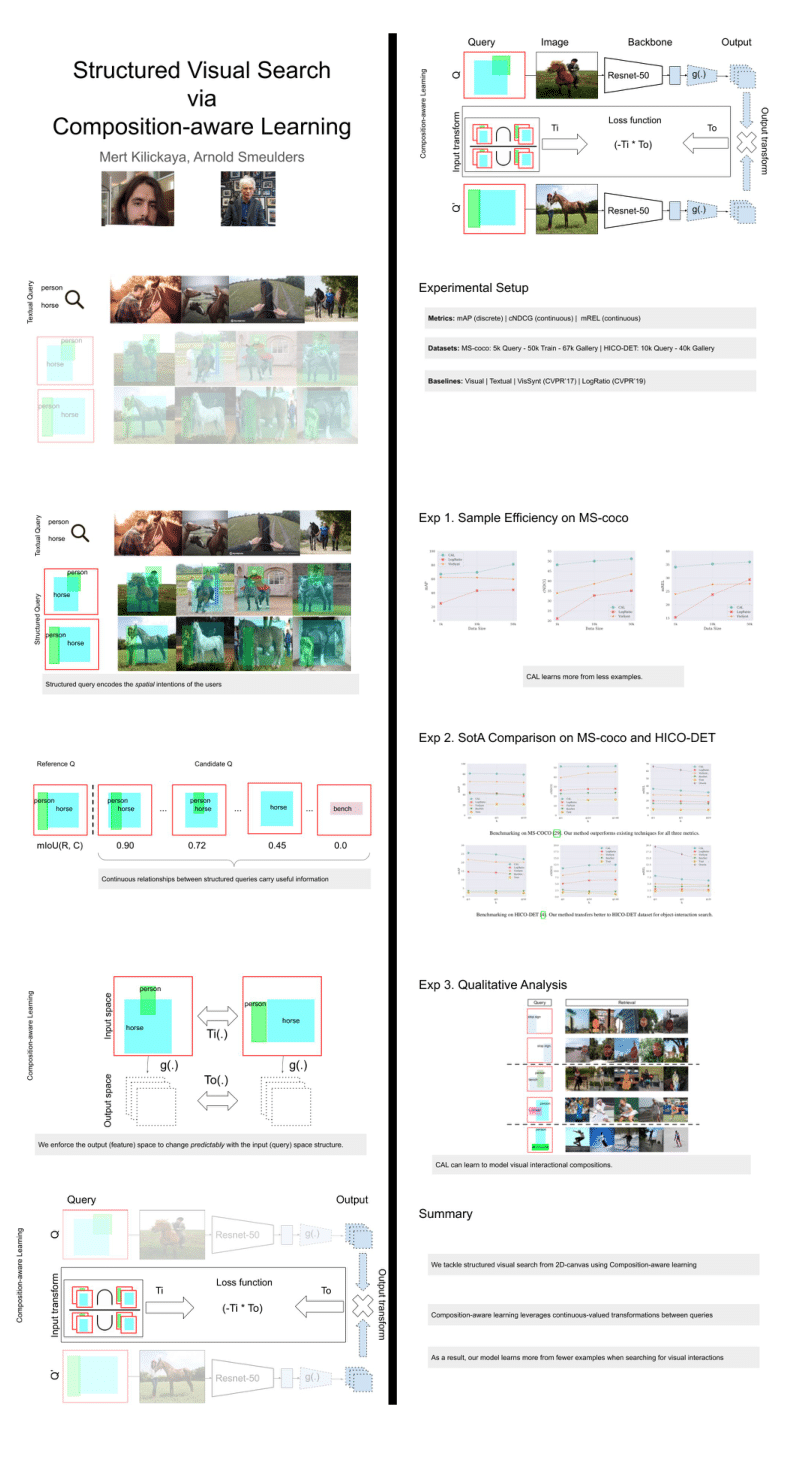 Structured Visual Search
via
Composition-aware Learning
Mert Kilickaya, Arnold Smeulders
Textual Query
person
horse
person
horse
person
horse
Textual Query
person
horse
Structured Query
person
horse
person
horse
Structured query encodes the spatial intentions of the users
Reference Q
Candidate Q
person
horse
person
horse
...
person
horse
...
horse
...
bench
mIoU(R, C)
0.90
0.72
0.45
0.0
Continuous relationships between structured queries carry useful information
Composition-aware Learning
Input space
person
horse
Ti(.)
person
horse
g(.)
g(.)
Output space
To(.)
We enforce the output (feature) space to change predictably with the input (query) space structure.
Composition-aware Learning
Query
Output
Q
Resnet-50
g(.)
Input transform
Ti
Loss function
(-Ti * To)
To
Output transform
Q'
Resnet-50
g(.)
Composition-aware Learning
Query
Image
Backbone
Output
Q
Resnet-50
g(.)
Input transform
Ti
Loss function
(-Ti * To)
To
Output transform
Q'
Resnet-50
g(.)
Experimental Setup
Metrics: mAP (discrete) | cNDCG (continuous) | mREL (continuous)
Datasets: MS-coco: 5k Query - 50k Train - 67k Gallery | HICO-DET: 10k Query - 40k Gallery
Baselines: Visual | Textual | VisSynt (CVPR'17) | LogRatio (CVPR'19)
Exp 1. Sample Efficiency on MS-coco
Data Size
Data Size
Data Size
CAL learns more from less examples.
Exp 2. SotA Comparison on MS-coco and HICO-DET
Benchmarking on MS-COCO [29]. Our method outperforms existing techniques for all three metrics.
Benchmarking on HICO-DET [4]. Our method transfers better to HICO-DET dataset for object-interaction search.
Exp 3. Qualitative Analysis
Query
Retrieval
stop sign
stop sign
person
bench
person
person
CAL can learn to model visual interactional compositions.
Summary
We tackle structured visual search from 2D-canvas using Composition-aware learning
Composition-aware learning leverages continuous-valued transformations between queries
As a result, our model learns more from fewer examples when searching for visual interactions